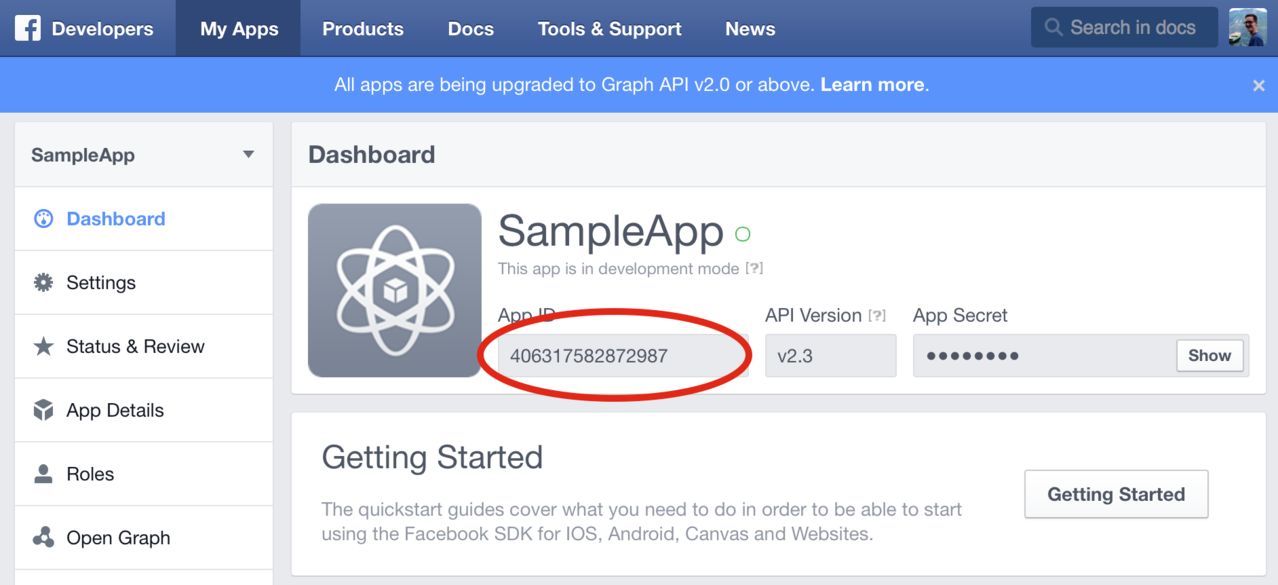 Developers My Apps Products Docs Tools & Support News Search in docs
All apps are being upgraded to Graph API v2.0 or above. Learn more.
SampleApp
Dashboard
Settings
Status & Review
App Details
Roles
Open Graph
Dashboard
SampleApp
This app is in development mode [?]
App ID API Version [?] App Secret
406317582872987 v2.3 ●●●●●●●● Show
Getting Started
The quickstart guides cover what you need to do in order to be able to start
using the Facebook SDK for IOS, Android, Canvas and Websites.
Getting Started